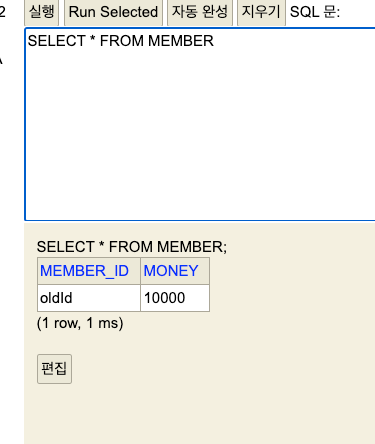 2 실행 Run Selected 자동 완성 지우기 SQL 문:
SELECT * FROM MEMBER
SELECT * FROM MEMBER;
MEMBER_ID MONEY
oldId 10000
(1 row, 1 ms)
편집